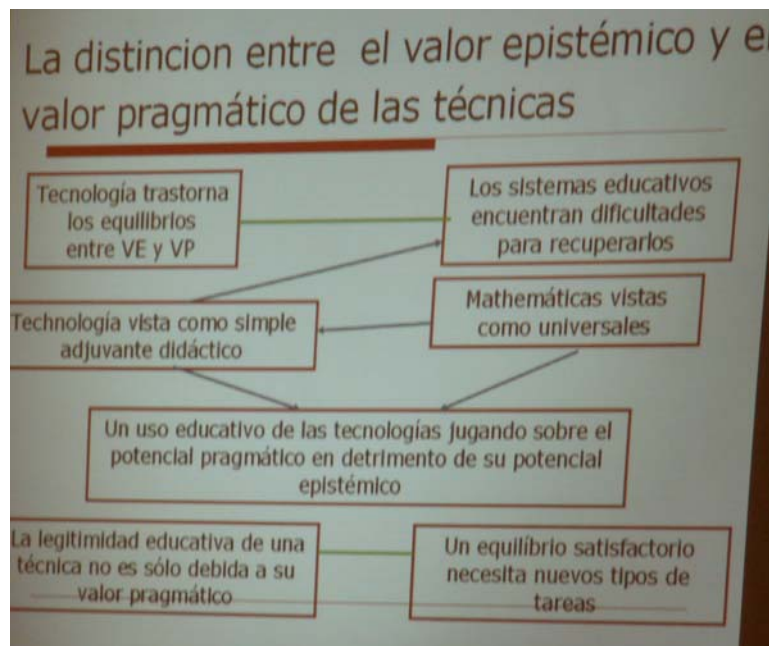 La distincion entre el valor epistémico y e
valor pragmático de las técnicas
Tecnología trastorna
los equilibrios
entre VE y VP
Los sistemas educativos
encuentran dificultades
para recuperarlos
Technología vista como simple
adjuvante didáctico
Mathemáticas vistas
como universales
Un uso educativo de las tecnologías jugando sobre el
potencial pragmático en detrimento de su potencial
epistémico
La legitimidad educativa de una
técnica no es sólo debida a su
valor pragmático
Un equilibrio satisfactorio
necesita nuevos tipos de
tareas